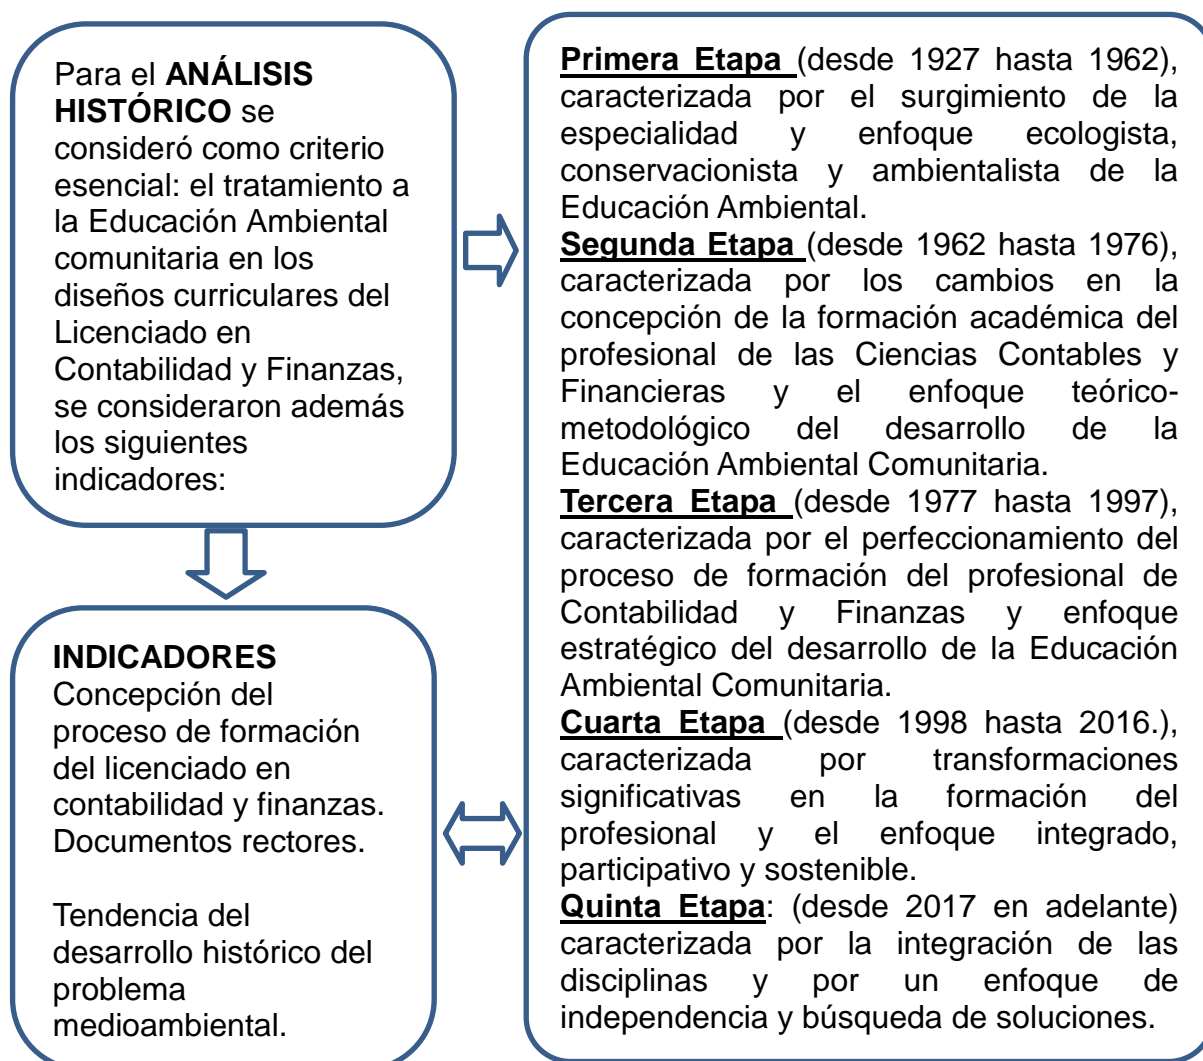 Para el ANÁLISIS
HISTÓRICO se
consideró como criterio
esencial: el tratamiento a
la Educación Ambiental
comunitaria en los
diseños curriculares del
Licenciado en
Contabilidad y Finanzas,
se consideraron además
los siguientes
indicadores:
INDICADORES
Concepción del
proceso de formación
del licenciado en
contabilidad y finanzas.
Documentos rectores.
Tendencia del
desarrollo histórico del
problema
medioambiental.
Primera Etapa (desde 1927 hasta 1962),
caracterizada por el surgimiento de la
especialidad y enfoque ecologista,
conservacionista y ambientalista de la
Educación Ambiental.
Segunda Etapa (desde 1962 hasta 1976),
caracterizada por los cambios en la
concepción de la formación académica del
profesional de las Ciencias Contables y
Financieras y el enfoque teórico-
metodológico del desarrollo de la
Educación Ambiental Comunitaria.
Tercera Etapa (desde 1977 hasta 1997),
caracterizada por el perfeccionamiento del
proceso de formación del profesional de
Contabilidad y Finanzas y enfoque
estratégico del desarrollo de la Educación
Ambiental Comunitaria.
Cuarta Etapa (desde 1998 hasta 2016.),
caracterizada por transformaciones
significativas en la formación del
profesional y el enfoque integrado,
participativo y sostenible.
Quinta Etapa: (desde 2017 en adelante)
caracterizada por la integración de las
disciplinas y por un enfoque de
independencia y búsqueda de soluciones.